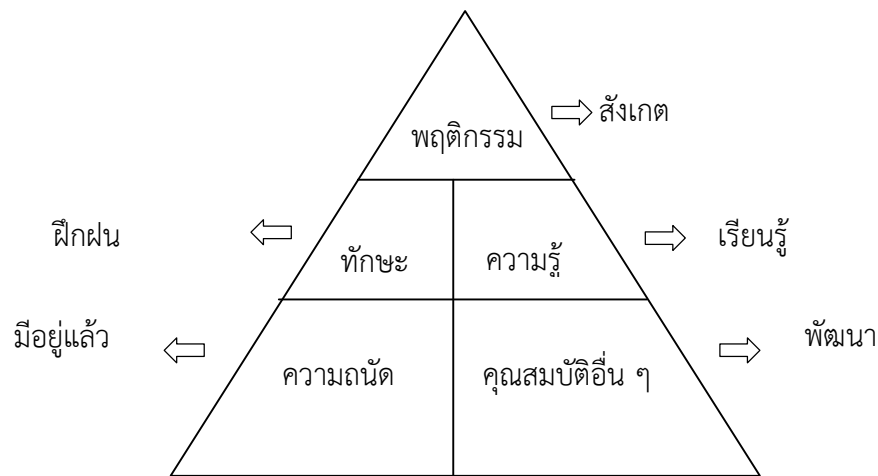 สังเกต
พฤติกรรม
ฝึกฝน
ทักษะ
ความรู้
เรียนรู้
มีอยู่แล้ว
ความถนัด
คุณสมบัติอื่น ๆ
พัฒนา